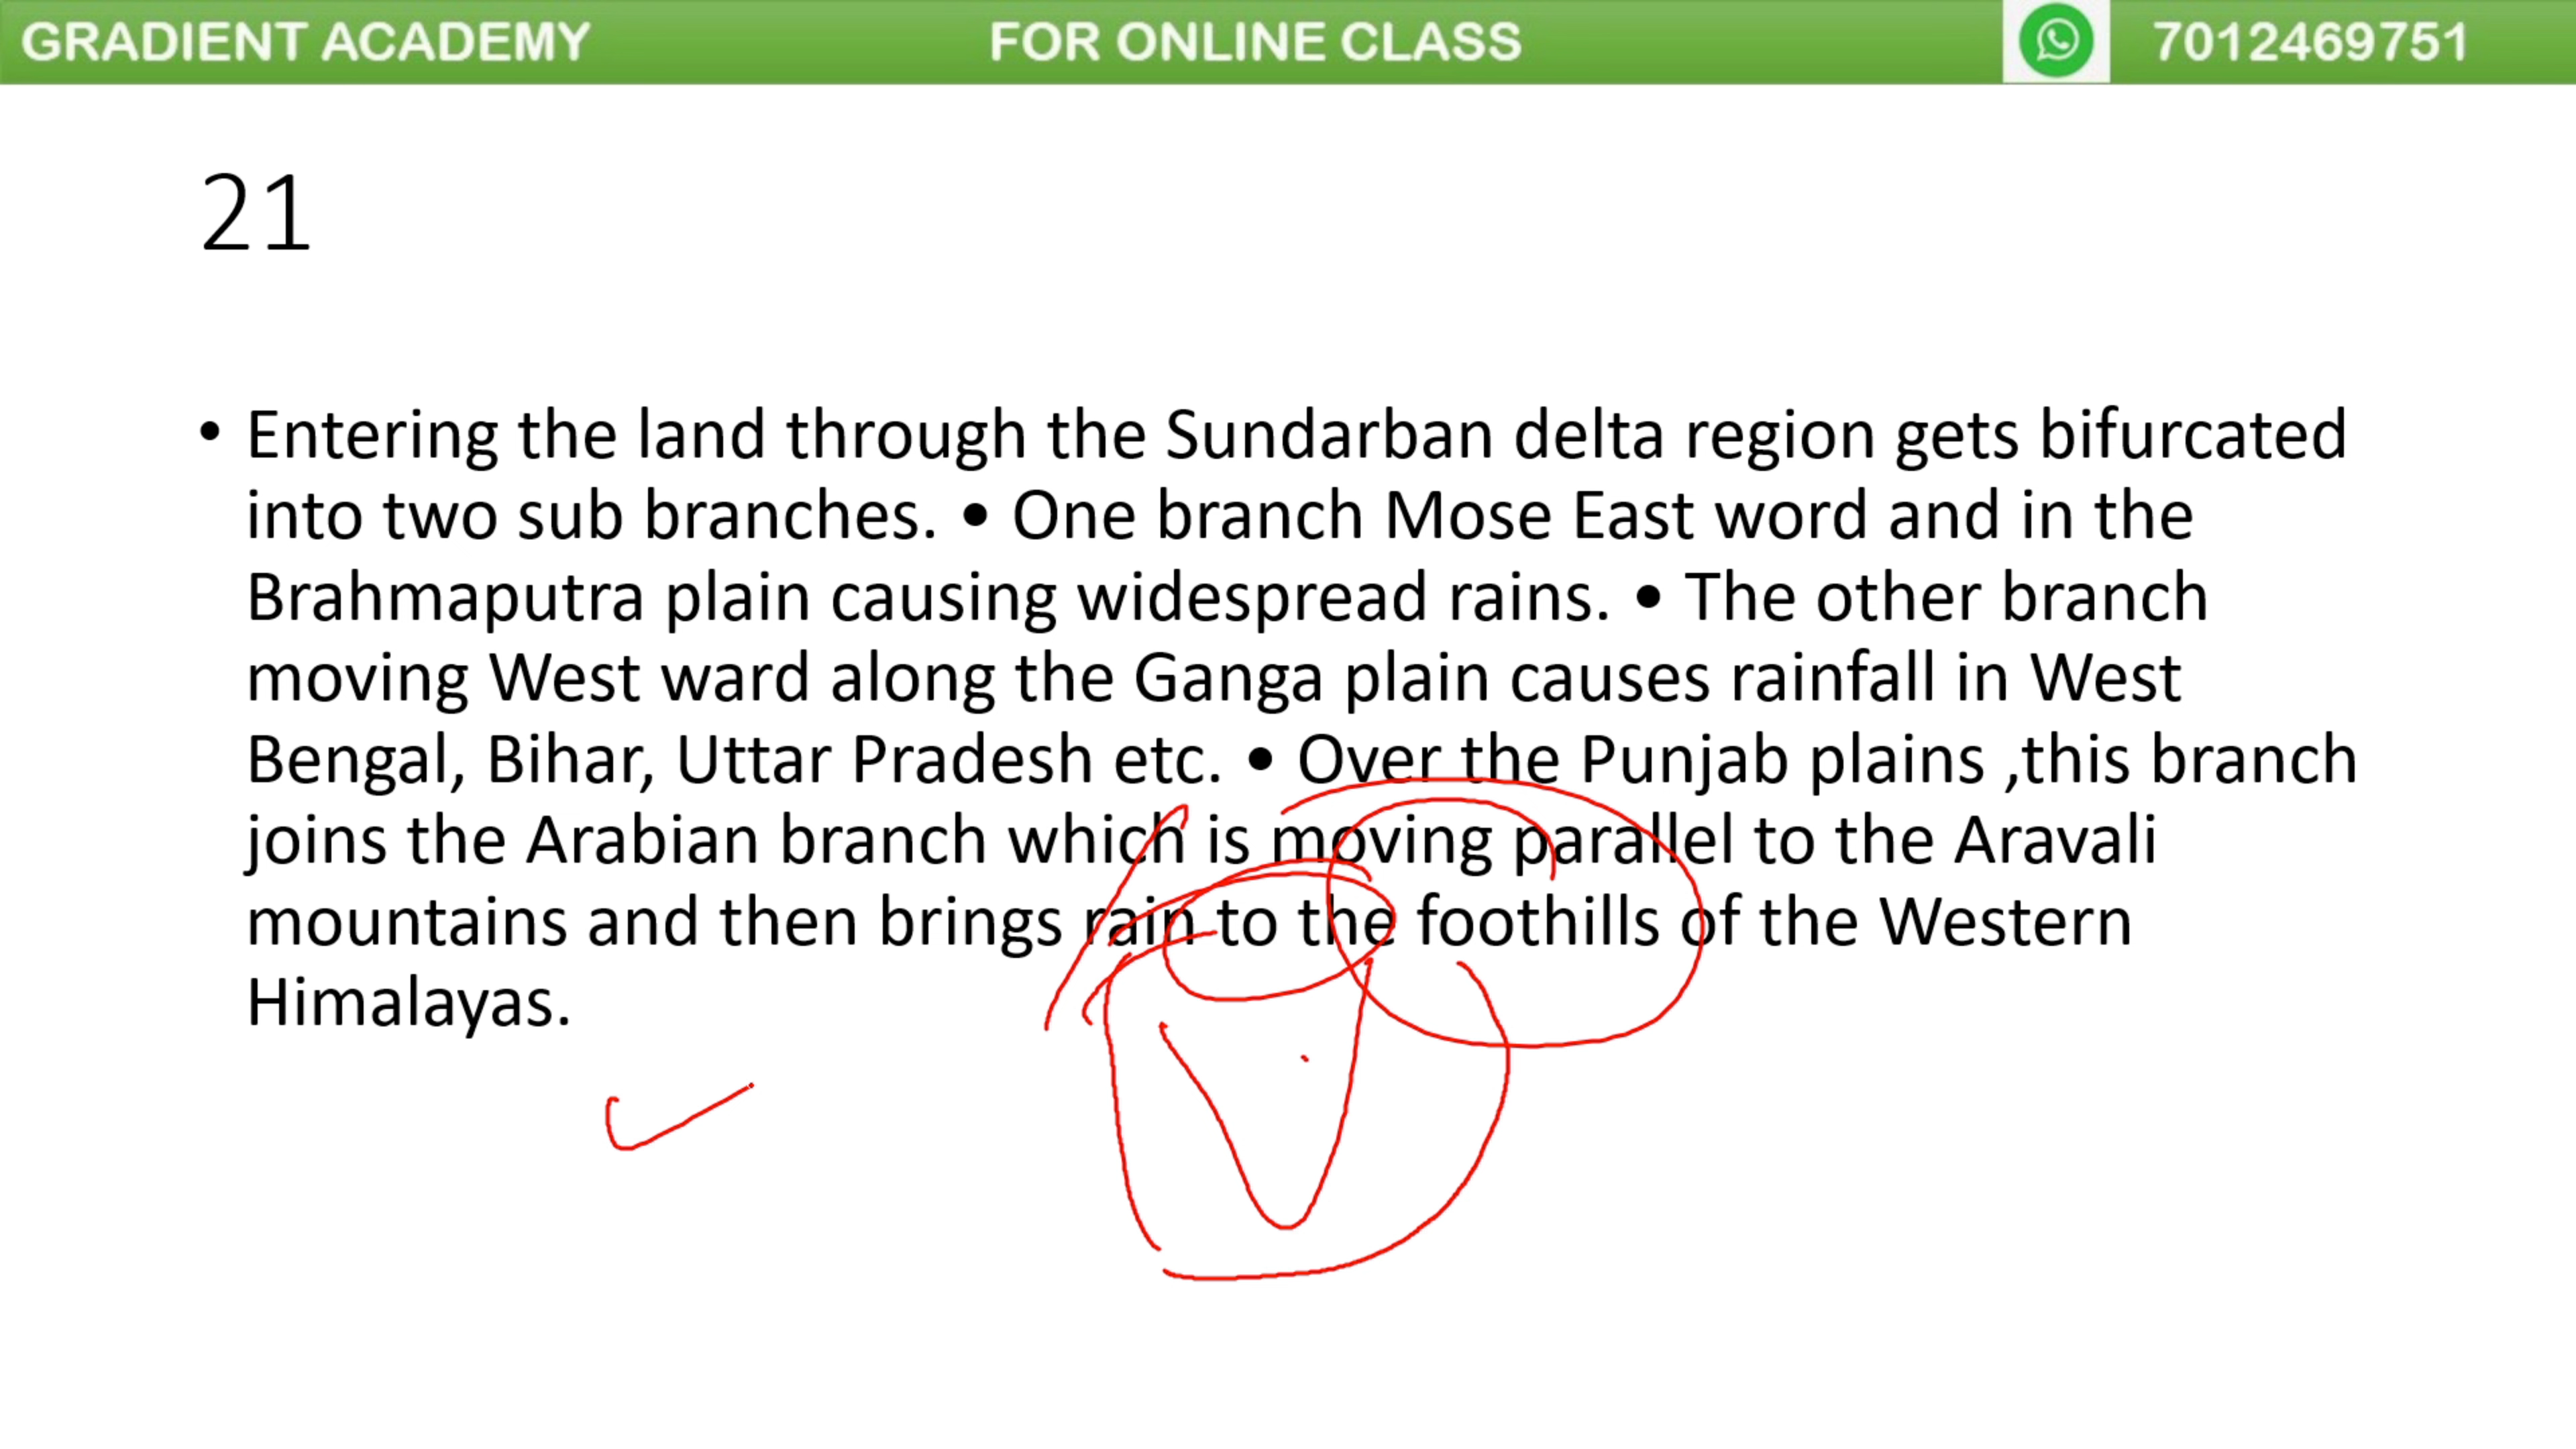 GRADIENT ACADEMY FOR ONLINE CLASS 7012469751
21
• Entering the land through the Sundarban delta region gets bifurcated
into two sub branches. • One branch Mose East word and in the
Brahmaputra plain causing widespread rains. • The other branch
moving West ward along the Ganga plain causes rainfall in West
Bengal, Bihar, Uttar Pradesh etc. • Over the Punjab plains ,this branch
joins the Arabian branch which is moving parallel to the Aravali
mountains and then brings rain to the foothills of the Western
Himalayas.